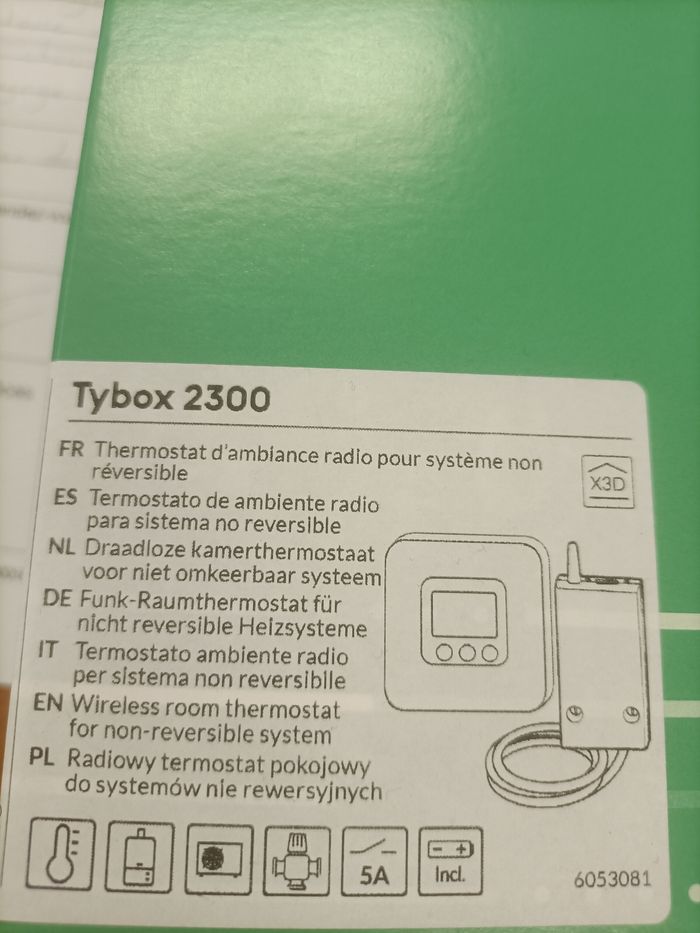 Tybox 2300
FR Thermostat d'ambiance radio pour système non
réversible
X3D
ES Termostato de ambiente radio
para sistema no reversible
NL Draadloze kamerthermostaat
voor niet omkeerbaar systeem
DE Funk-Raumthermostat für
nicht reversible Heizsysteme
IT Termostato ambiente radio
per sistema non reversiblle
EN Wireless room thermostat
for non-reversible system
PL Radiowy termostat pokojowy
do systemów nie rewersyjnych
5A
Incl.
6053081